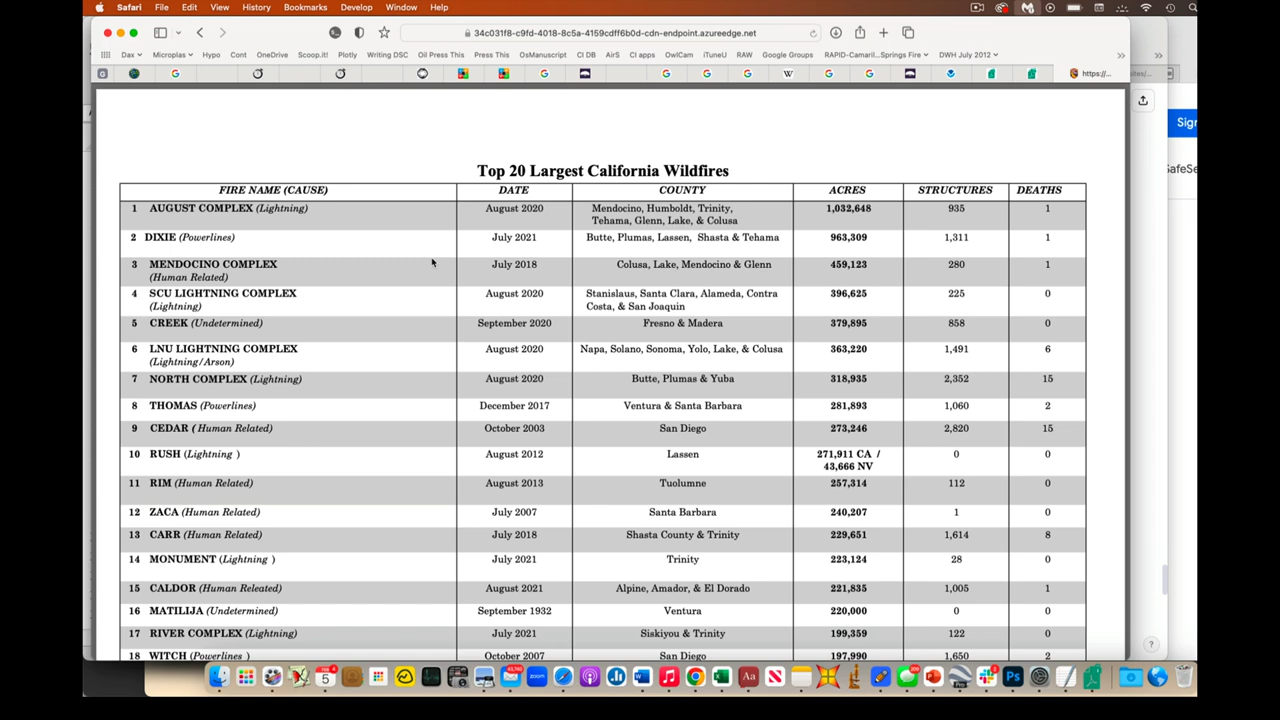 Safari File Edit View History Bookmarks Develop Window Help
34c031f8-c9fd-4018-8c5a-4159cdff6b0d-cdn-endpoint.azureedge.net
Dax Microplas Hypo Cont OneDrive Scoop.it! Plotly Writing DSC Oil Press This Press This OsManuscript CI DB AirS CI apps OwlCam iTuneU RAW Google Groups RAPID-Camaril...Springs Fire DWH July 2012
https://...
sites/...
Sign
SafeSe
Top 20 Largest California Wildfires
FIRE NAME (CAUSE) DATE COUNTY ACRES STRUCTURES DEATHS
1 AUGUST COMPLEX (Lightning) August 2020 Mendocino, Humboldt, Trinity, 1,032,648 935 1
Tehama, Glenn, Lake, & Colusa
2 DIXIE (Powerlines) July 2021 Butte, Plumas, Lassen, Shasta & Tehama 963,309 1,311 1
3 MENDOCINO COMPLEX July 2018 Colusa, Lake, Mendocino & Glenn 459,123 280 1
(Human Related)
4 SCU LIGHTNING COMPLEX August 2020 Stanislaus, Santa Clara, Alameda, Contra 396,625 225 0
(Lightning) Costa, & San Joaquin
5 CREEK (Undetermined) September 2020 Fresno & Madera 379,895 858 0
6 LNU LIGHTNING COMPLEX August 2020 Napa, Solano, Sonoma, Yolo, Lake, & Colusa 363,220 1,491 6
(Lightning/Arson)
7 NORTH COMPLEX (Lightning) August 2020 Butte, Plumas & Yuba 318,935 2,352 15
8 THOMAS (Powerlines) December 2017 Ventura & Santa Barbara 281,893 1,060 2
9 CEDAR ( Human Related) October 2003 San Diego 273,246 2,820 15
10 RUSH (Lightning ) August 2012 Lassen 271,911 CA / 0 0
43,666 NV
11 RIM (Human Related) August 2013 Tuolumne 257,314 112 0
12 ZACA (Human Related) July 2007 Santa Barbara 240,207 1 0
13 CARR (Human Related) July 2018 Shasta County & Trinity 229,651 1,614 8
14 MONUMENT (Lightning ) July 2021 Trinity 223,124 28 0
15 CALDOR (Human Releated) August 2021 Alpine, Amador, & El Dorado 221,835 1,005 1
16 MATILIJA (Undetermined) September 1932 Ventura 220,000 0 0
17 RIVER COMPLEX (Lightning) July 2021 Siskiyou & Trinity 199,359 122 0
18 WITCH (Powerlines ) October 2007 San Diego 197,990 1,650 2